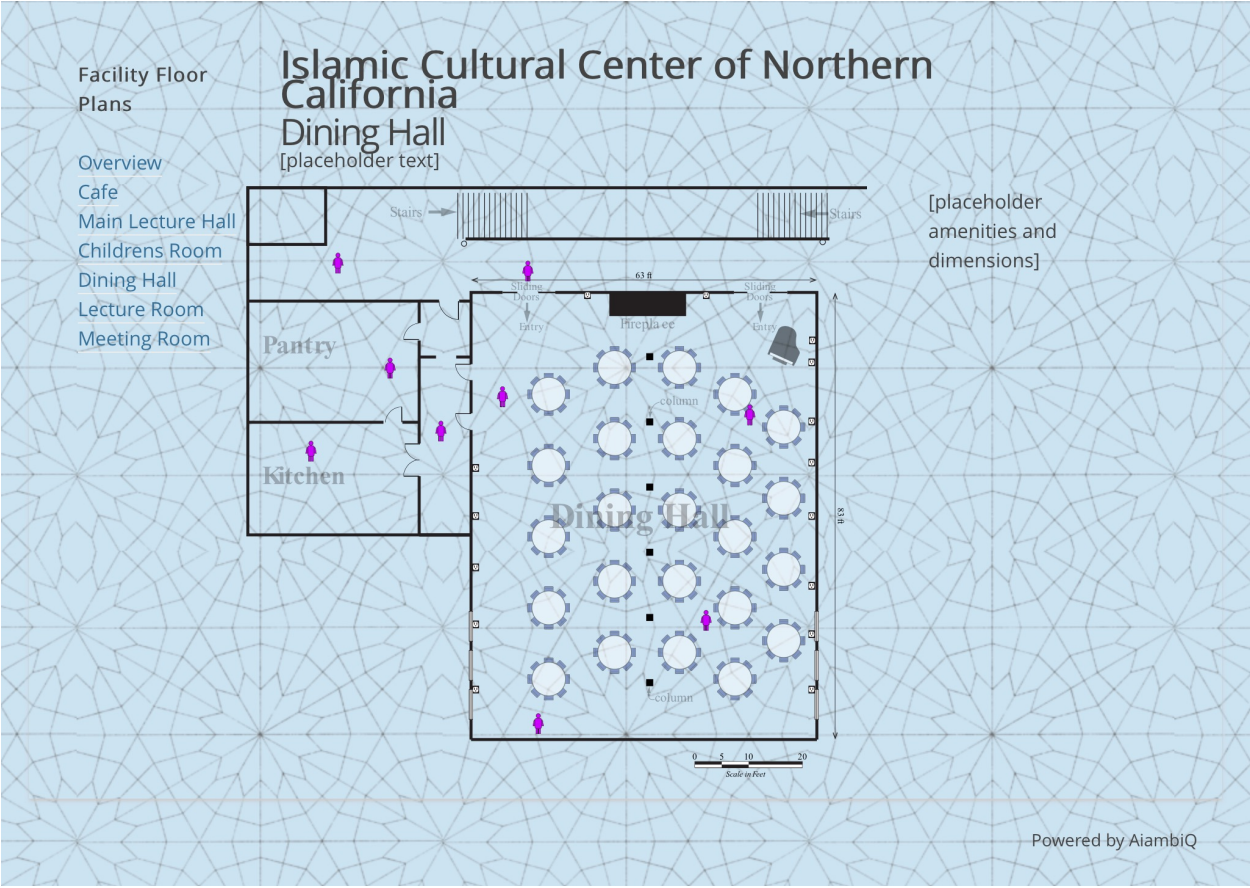 Facility Floor
Plans
Islamic Cultural Center of Northern
California
Dining Hall
[placeholder text]
Overview
Cafe
Main Lecture Hall
Childrens Room
Dining Hall
Lecture Room
Meeting Room
[placeholder
amenities and
dimensions]
Stairs
Stairs
63 ft
Sliding
Doors
Entry
Fireplace
Sliding
Doors
Entry
Pantry
column
Kitchen
Dining Hall
83 ft
column
0 5 10 20
Scale in Feet
Powered by AiambiQ